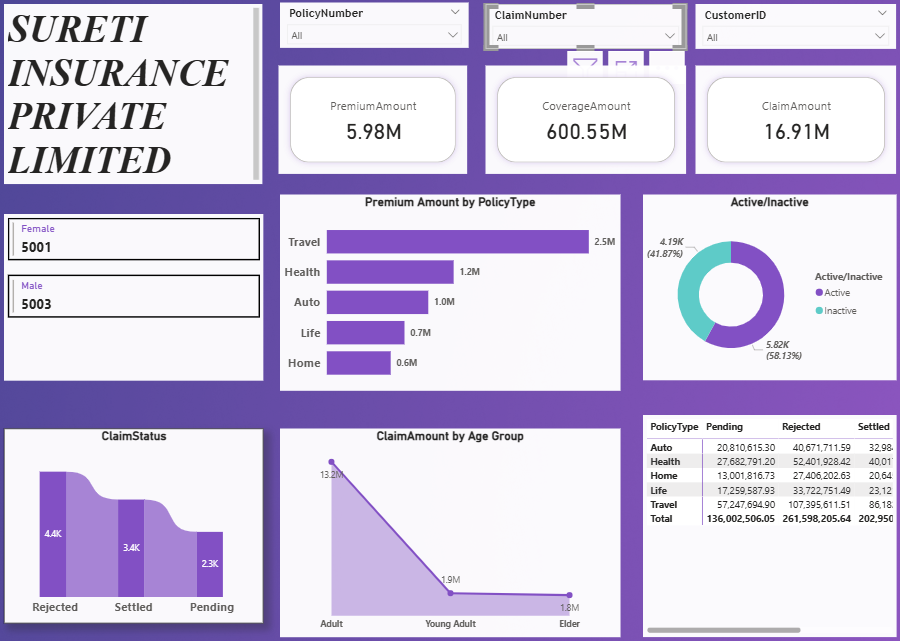 SURETI
INSURANCE
PRIVATE
LIMITED
PolicyNumber
All
ClaimNumber
All
CustomerID
All
PremiumAmount
5.98M
CoverageAmount
600.55M
ClaimAmount
16.91M
Female
5001
Male
5003
Premium Amount by PolicyType
Travel 2.5M
Health 1.2M
Auto 1.0M
Life 0.7M
Home 0.6M
Active/Inactive
4.19K
(41.87%)
5.82K
(58.13%)
Active/Inactive
Active
Inactive
ClaimStatus
4.4K
3.4K
2.3K
Rejected Settled Pending
ClaimAmount by Age Group
13.2M
1.9M
1.8M
Adult Young Adult Elder
PolicyType Pending Rejected Settled
Auto 20,810,615.30 40,671,711.59 32,98
Health 27,682,791.20 52,401,928.42 40,01
Home 13,001,816.73 27,406,202.63 20,64
Life 17,259,587.93 33,722,751.49 23,12
Travel 57,247,694.90 107,395,611.51 86,18
Total 136,002,506.05 261,598,205.64 202,950